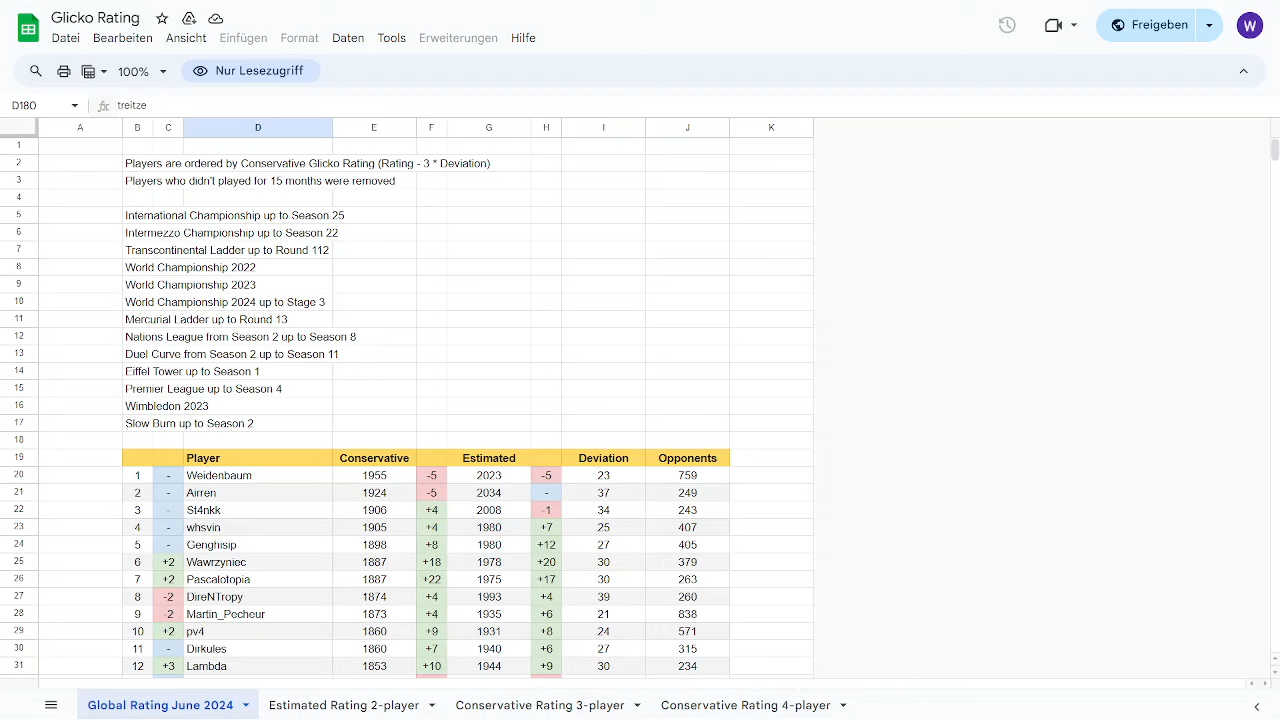 Glicko Rating
Datei Bearbeiten Ansicht Einfügen Format Daten Tools Erweiterungen Hilfe
Freigeben
W
100% Nur Lesezugriff
D180 fx treitze
A B C D E F G H I J K
1
2 Players are ordered by Conservative Glicko Rating (Rating - 3 * Deviation)
3 Players who didn't played for 15 months were removed
4
5 International Championship up to Season 25
6 Intermezzo Championship up to Season 22
7 Transcontinental Ladder up to Round 112
8 World Championship 2022
9 World Championship 2023
10 World Championship 2024 up to Stage 3
11 Mercurial Ladder up to Round 13
12 Nations League from Season 2 up to Season 8
13 Duel Curve from Season 2 up to Season 11
14 Eiffel Tower up to Season 1
15 Premier League up to Season 4
16 Wimbledon 2023
17 Slow Burn up to Season 2
18
19 Player Conservative Estimated Deviation Opponents
20 1 - Weidenbaum 1955 -5 2023 -5 23 759
21 2 - Airren 1924 -5 2034 - 37 249
22 3 - St4nkk 1906 +4 2008 -1 34 243
23 4 - whsvin 1905 +4 1980 +7 25 407
24 5 - Genghisip 1898 +8 1980 +12 27 405
25 6 +2 Wawrzyniec 1887 +18 1978 +20 30 379
26 7 +2 Pascalotopia 1887 +22 1975 +17 30 263
27 8 -2 DireNTropy 1874 +4 1993 +4 39 260
28 9 -2 Martin_Pecheur 1873 +4 1935 +6 21 838
29 10 +2 pv4 1860 +9 1931 +8 24 571
30 11 - Dirkules 1860 +7 1940 +6 27 315
31 12 +3 Lambda 1853 +10 1944 +9 30 234
Global Rating June 2024 Estimated Rating 2-player Conservative Rating 3-player Conservative Rating 4-player